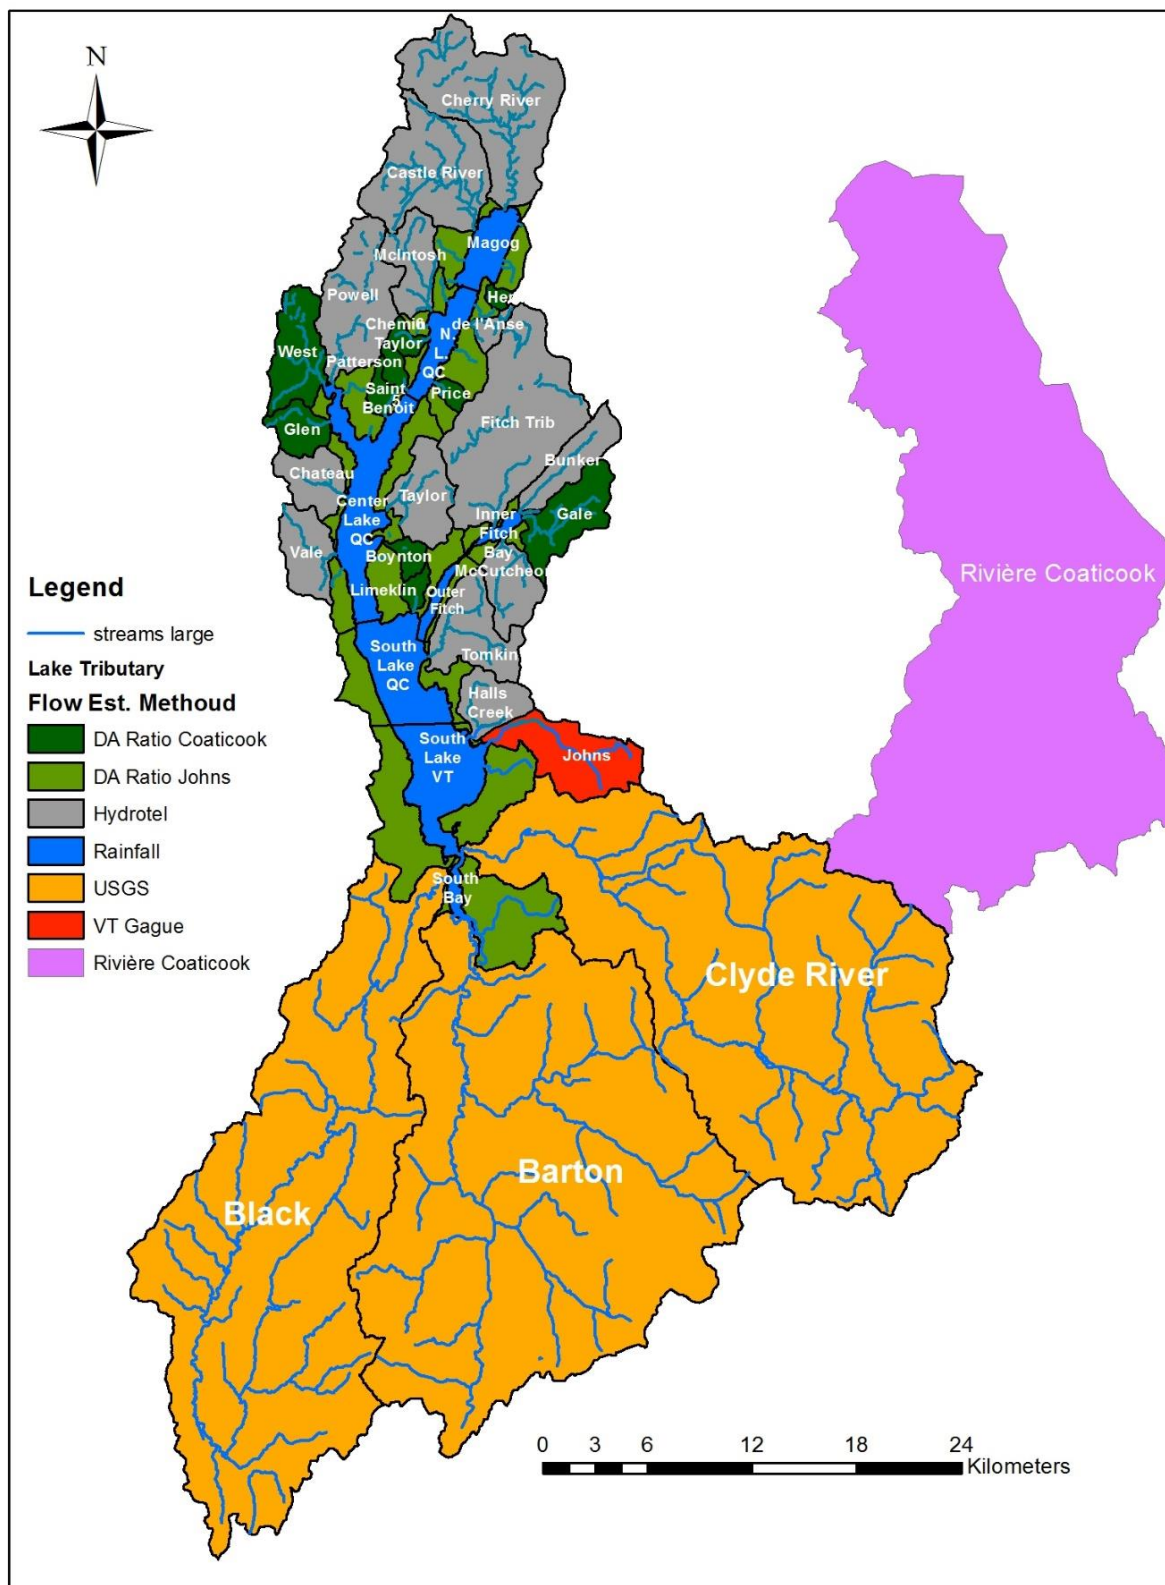 N
Cherry River
Castle River
Magog
McIntosh
Powell
Her
Chemin
6
de l'Anse
Taylor
N.
L.
QC
West
Patterson
Saint
Benoit
5
Price
Glen
Fitch Trib
Bunker
Chateau
Taylor
Center
Lake
QC
Inner
Fitch
Bay
Gale
Vale
Boynton
McCutcheon
Limeklin
Outer
Fitch
Rivière Coaticook
South
Lake
QC
Tomkin
Halls
Creek
South
Lake
VT
Johns
South
Bay
Clyde River
Barton
Black
Legend
streams large
Lake Tributary
Flow Est. Methoud
DA Ratio Coaticook
DA Ratio Johns
Hydrotel
Rainfall
USGS
VT Gague
Rivière Coaticook
0 3 6 12 18 24
Kilometers